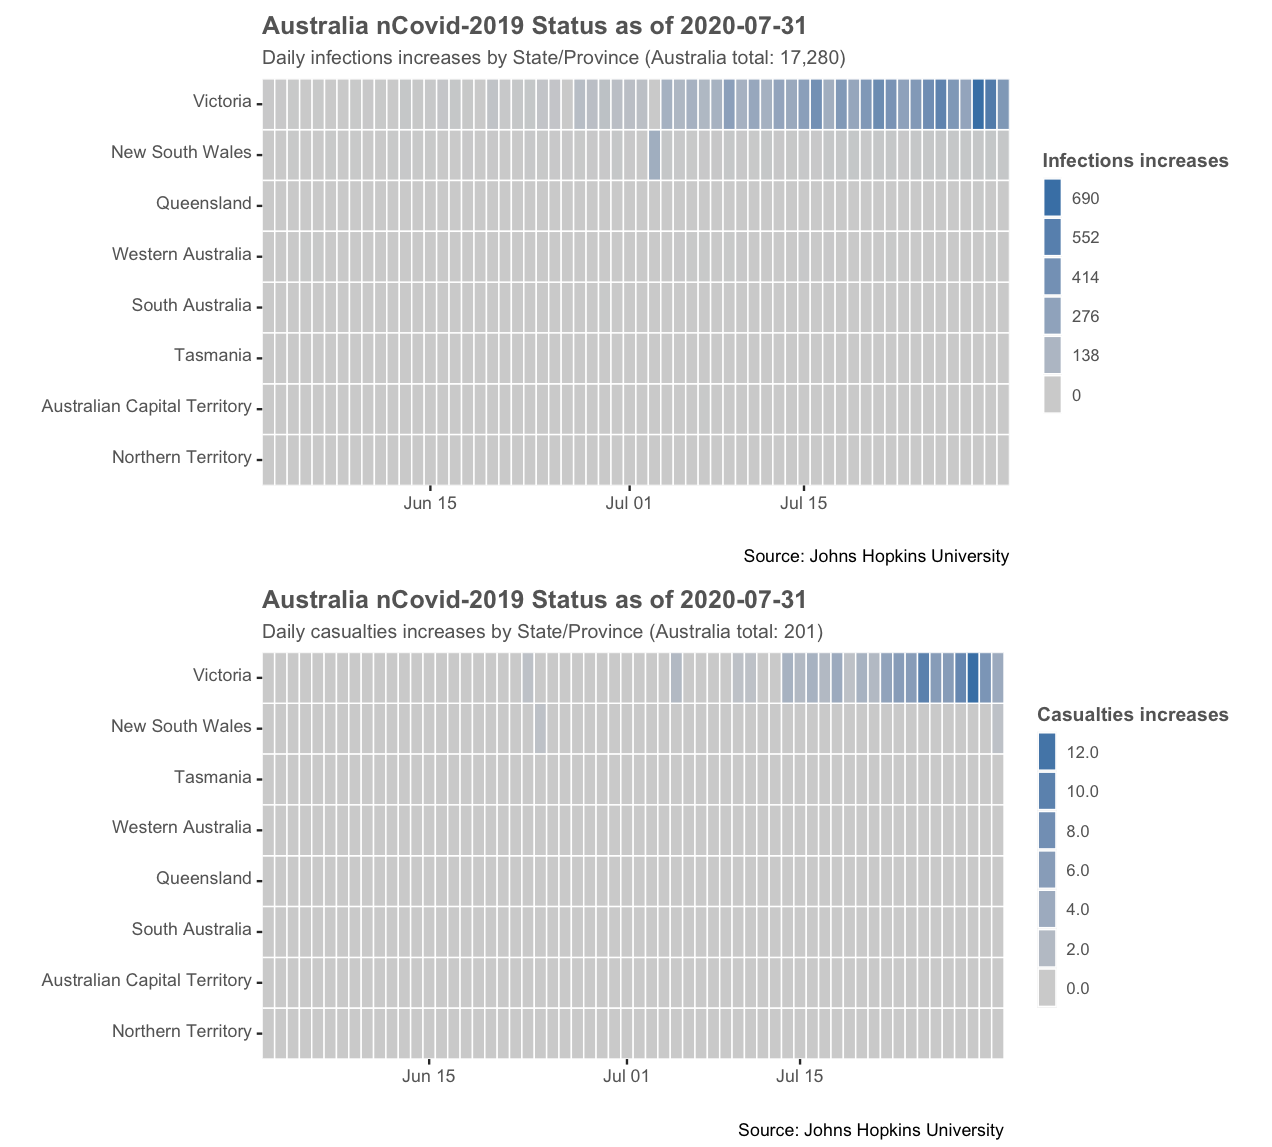 Australia nCovid-2019 Status as of 2020-07-31
Daily infections increases by State/Province (Australia total: 17,280)
Victoria
New South Wales
Queensland
Western Australia
South Australia
Tasmania
Australian Capital Territory
Northern Territory
Jun 15
Jul 01
Jul 15
Infections increases
690
552
414
276
138
0
Source: Johns Hopkins University
Australia nCovid-2019 Status as of 2020-07-31
Daily casualties increases by State/Province (Australia total: 201)
Victoria
New South Wales
Tasmania
Western Australia
Queensland
South Australia
Australian Capital Territory
Northern Territory
Jun 15
Jul 01
Jul 15
Casualties increases
12.0
10.0
8.0
6.0
4.0
2.0
0.0
Source: Johns Hopkins University